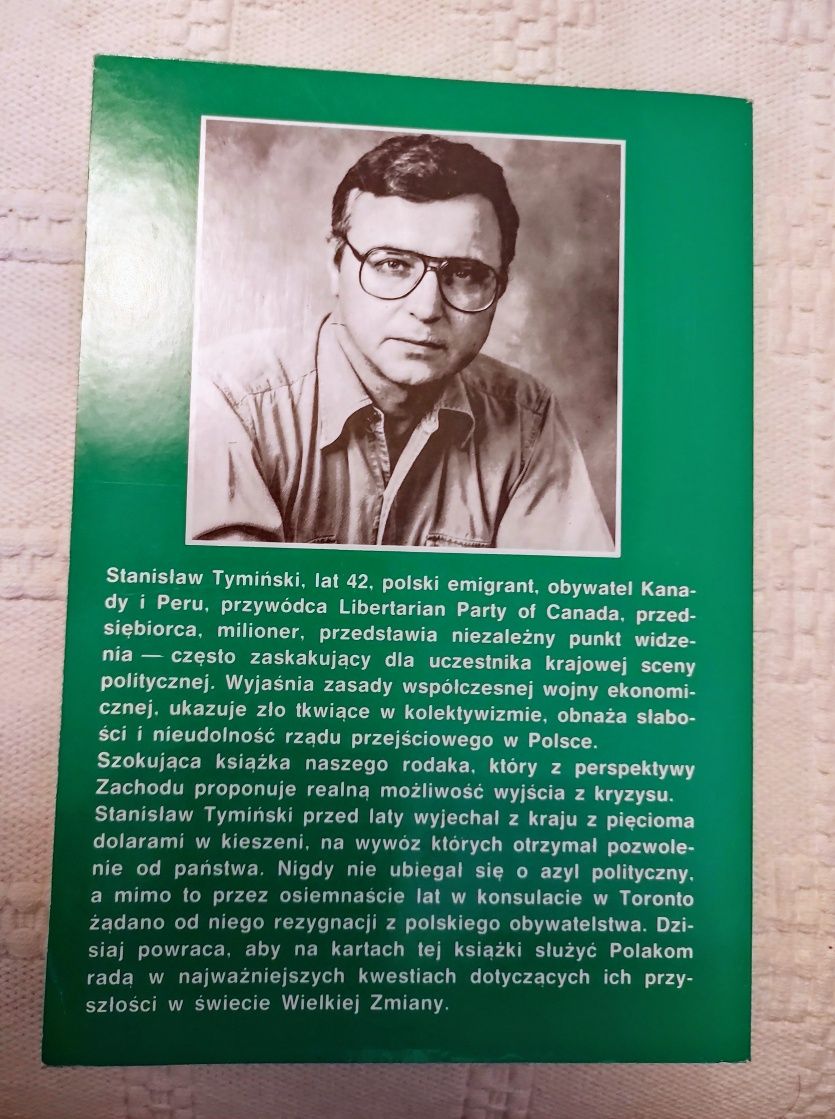 Stanisław Tymiński, lat 42, polski emigrant, obywatel Kana-
dy i Peru, przywódca Libertarian Party of Canada, przed-
siębiorca, milioner, przedstawia niezależny punkt widze-
nia — często zaskakujący dla uczestnika krajowej sceny
politycznej. Wyjaśnia zasady współczesnej wojny ekonomi-
cznej, ukazuje zło tkwiące w kolektywizmie, obnaża słabo-
ści i nieudolność rządu przejściowego w Polsce.
Szokująca książka naszego rodaka, który z perspektywy
Zachodu proponuje realną możliwość wyjścia z kryzysu.
Stanisław Tymiński przed laty wyjechał z kraju z pięcioma
dolarami w kieszeni, na wywóz których otrzymał pozwole-
nie od państwa. Nigdy nie ubiegał się o azyl polityczny,
a mimo to przez osiemnaście lat w konsulacie w Toronto
żądano od niego rezygnacji z polskiego obywatelstwa. Dzi-
siaj powraca, aby na kartach tej książki służyć Polakom
radą w najważniejszych kwestiach dotyczących ich przy-
szłości w świecie Wielkiej Zmiany.